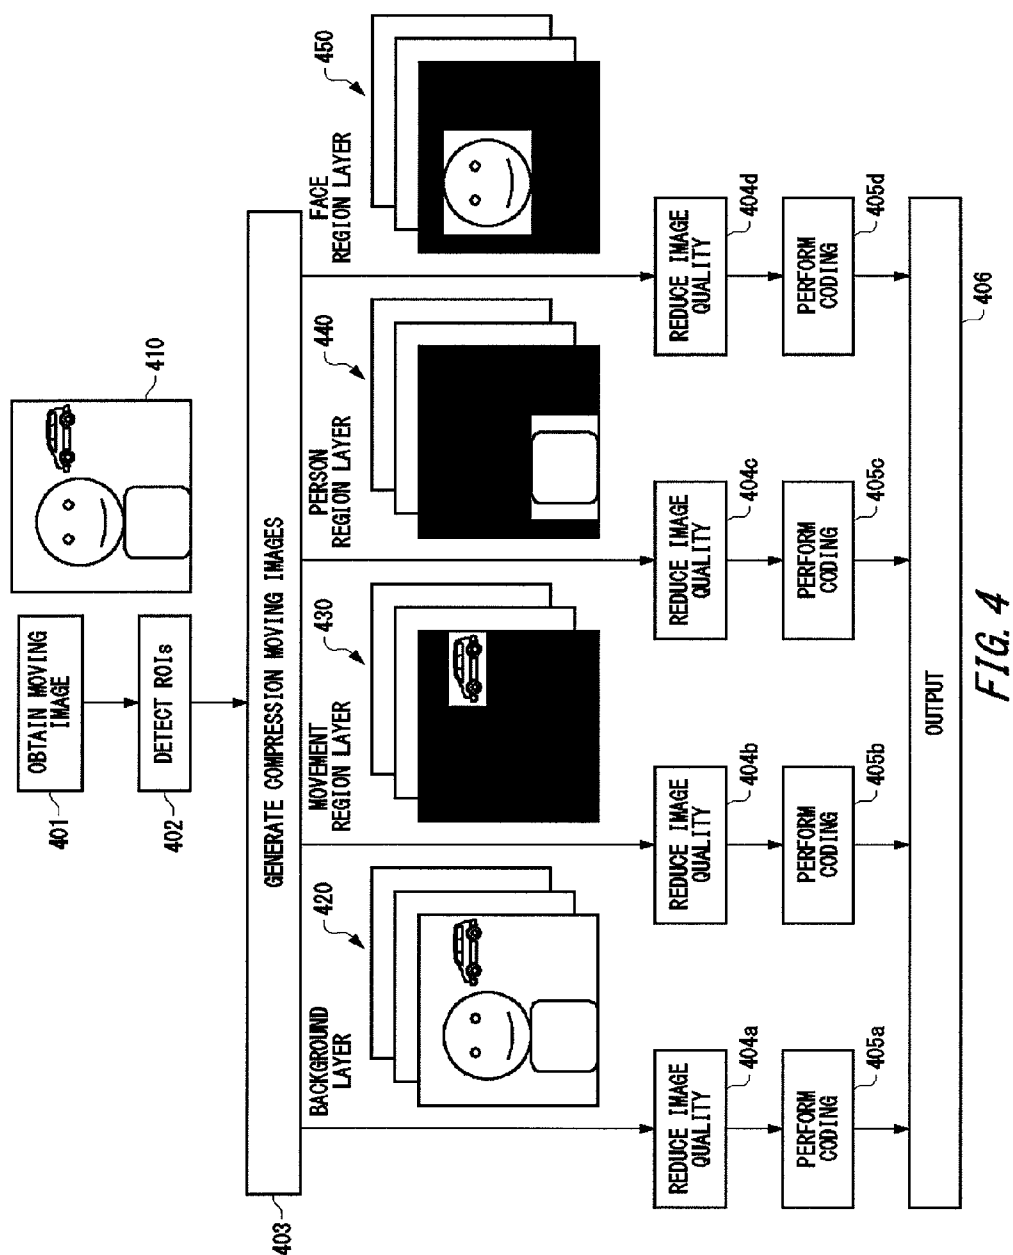 401
OBTAIN MOVING
IMAGE
410
402
DETECT ROIs
403
GENERATE COMPRESSION MOVING IMAGES
BACKGROUND
LAYER
420
MOVEMENT
REGION LAYER
430
PERSON
REGION LAYER
440
FACE
REGION LAYER
450
REDUCE IMAGE
QUALITY
404a
REDUCE IMAGE
QUALITY
404b
REDUCE IMAGE
QUALITY
404c
REDUCE IMAGE
QUALITY
404d
PERFORM
CODING
405a
PERFORM
CODING
405b
PERFORM
CODING
405c
PERFORM
CODING
405d
OUTPUT
406
FIG. 4